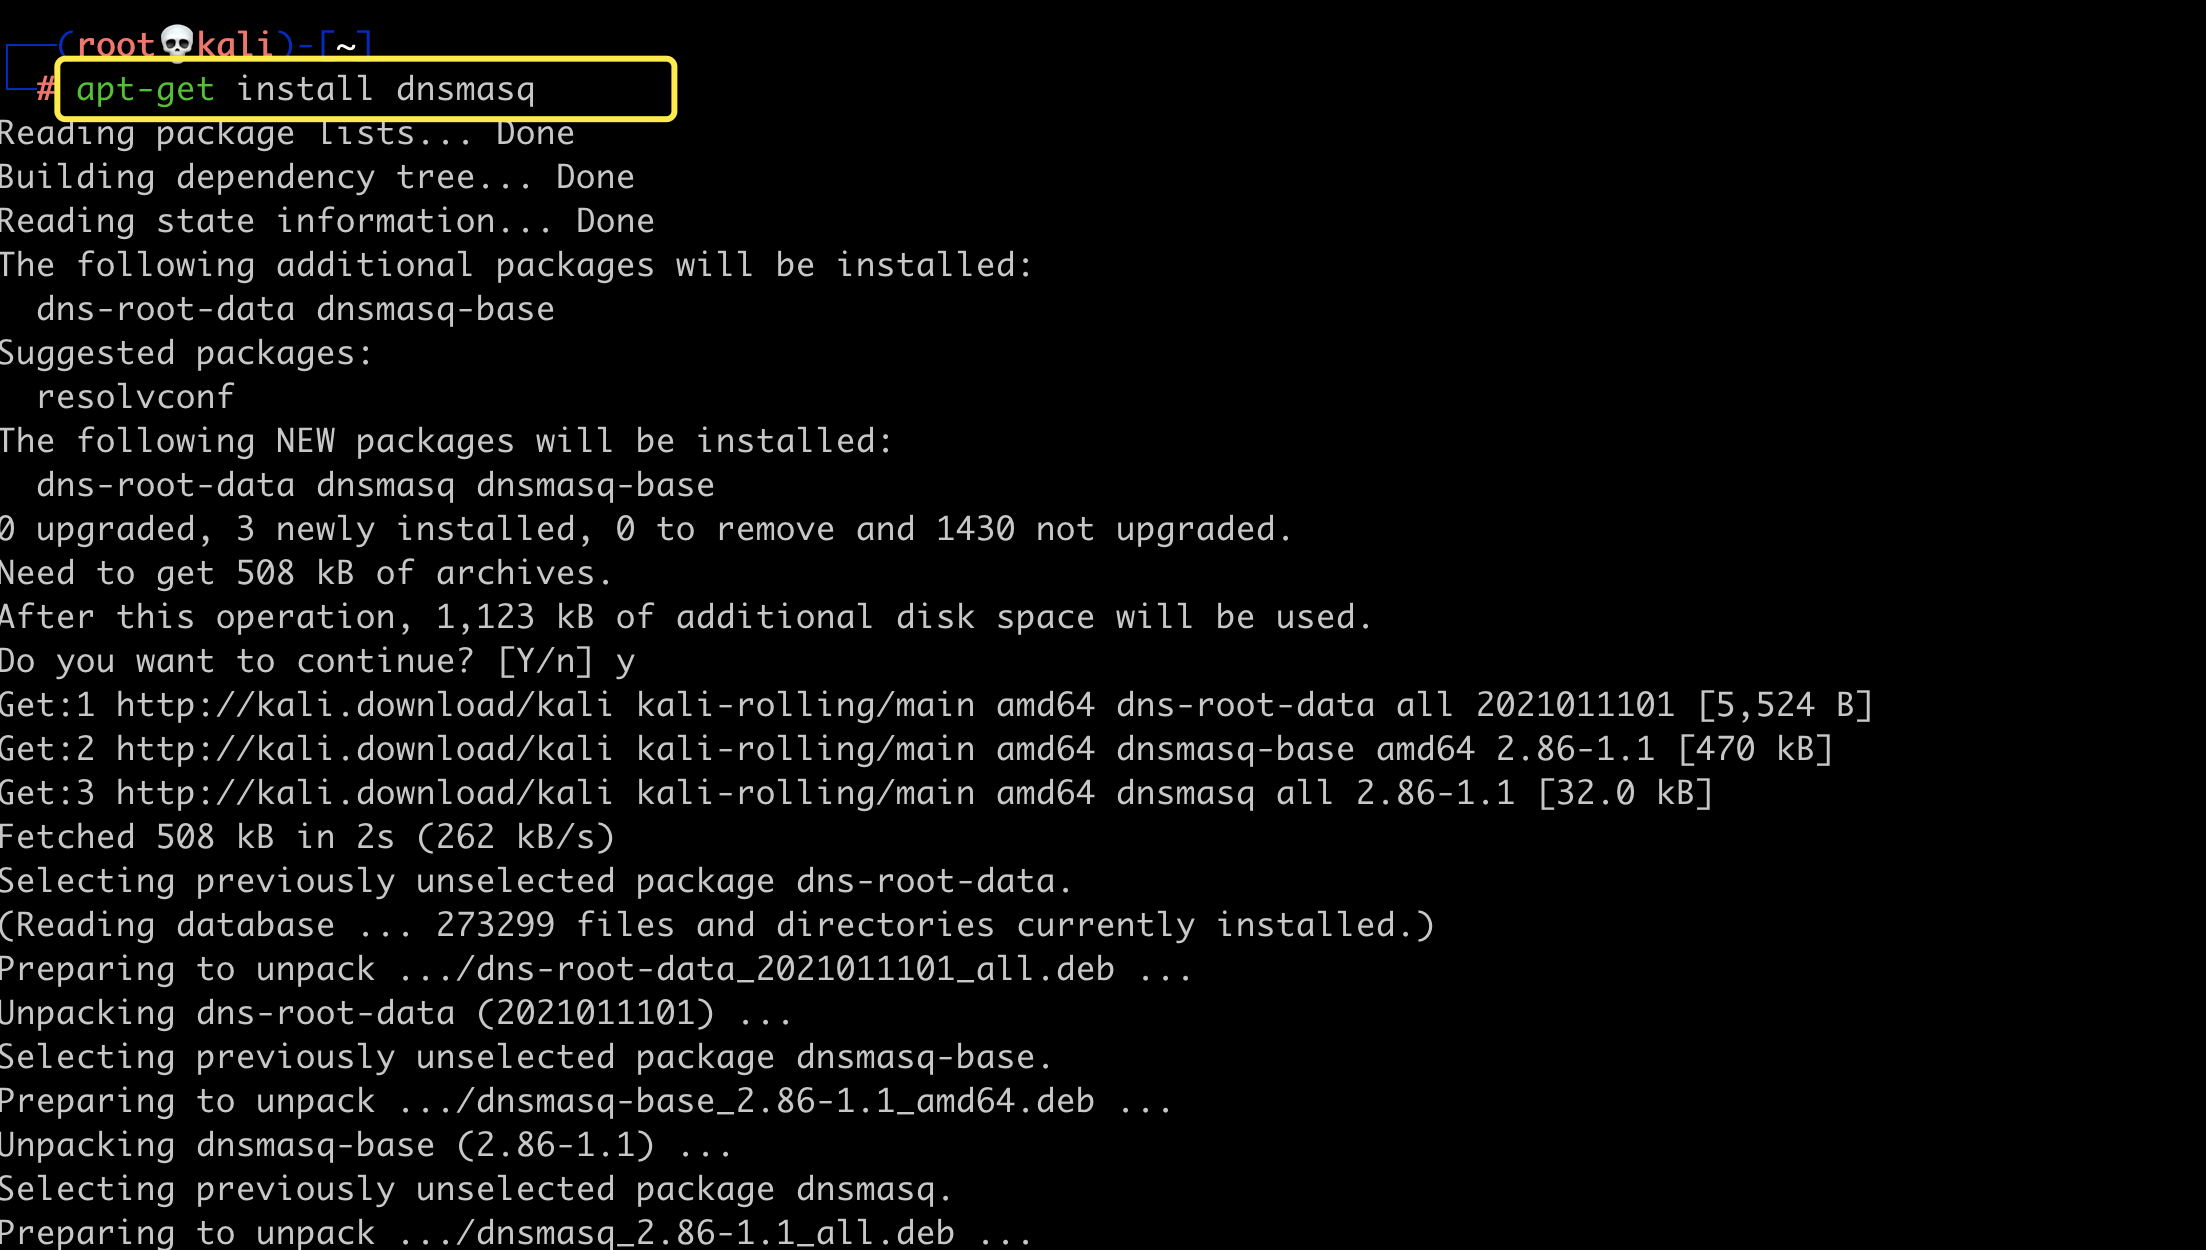 (root💀kali)-[~]
# apt-get install dnsmasq
Reading package lists... Done
Building dependency tree... Done
Reading state information... Done
The following additional packages will be installed:
  dns-root-data dnsmasq-base
Suggested packages:
  resolvconf
The following NEW packages will be installed:
  dns-root-data dnsmasq dnsmasq-base
0 upgraded, 3 newly installed, 0 to remove and 1430 not upgraded.
Need to get 508 kB of archives.
After this operation, 1,123 kB of additional disk space will be used.
Do you want to continue? [Y/n] y
Get:1 http://kali.download/kali kali-rolling/main amd64 dns-root-data all 2021011101 [5,524 B]
Get:2 http://kali.download/kali kali-rolling/main amd64 dnsmasq-base amd64 2.86-1.1 [470 kB]
Get:3 http://kali.download/kali kali-rolling/main amd64 dnsmasq all 2.86-1.1 [32.0 kB]
Fetched 508 kB in 2s (262 kB/s)
Selecting previously unselected package dns-root-data.
(Reading database ... 273299 files and directories currently installed.)
Preparing to unpack .../dns-root-data_2021011101_all.deb ...
Unpacking dns-root-data (2021011101) ...
Selecting previously unselected package dnsmasq-base.
Preparing to unpack .../dnsmasq-base_2.86-1.1_amd64.deb ...
Unpacking dnsmasq-base (2.86-1.1) ...
Selecting previously unselected package dnsmasq.
Preparing to unpack .../dnsmasq_2.86-1.1_all.deb ...